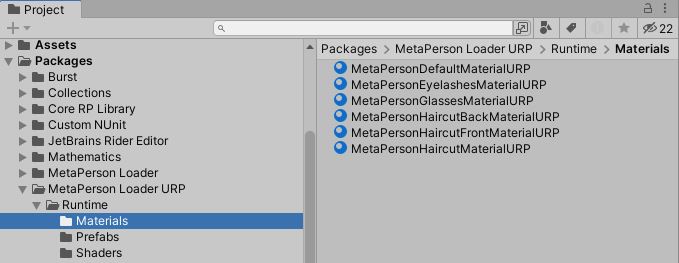 Project
22
Assets
Packages
Burst
Collections
Core RP Library
Custom NUnit
JetBrains Rider Editor
Mathematics
MetaPerson Loader
MetaPerson Loader URP
Runtime
Materials
Prefabs
Shaders
Packages > MetaPerson Loader URP > Runtime > Materials
MetaPersonDefaultMaterialURP
MetaPersonEyelashesMaterialURP
MetaPersonGlassesMaterialURP
MetaPersonHaircutBackMaterialURP
MetaPersonHaircutFrontMaterialURP
MetaPersonHaircutMaterialURP